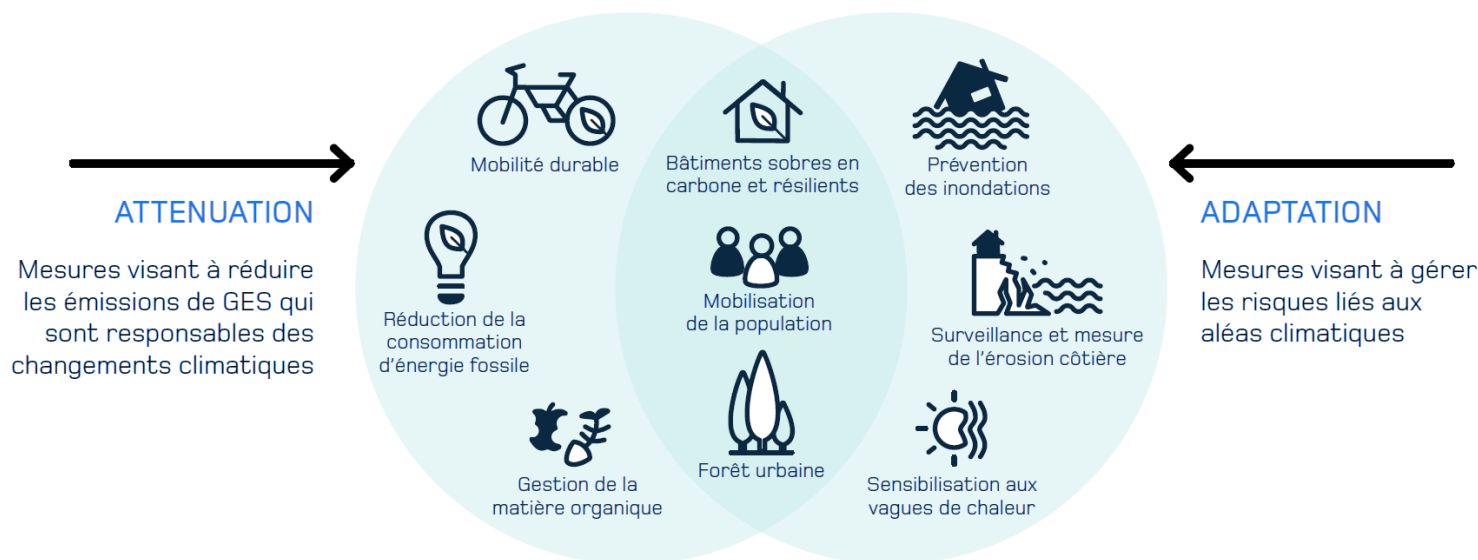 ATTENUATION
Mesures visant à réduire
les émissions de GES qui
sont responsables des
changements climatiques
Mobilité durable
Réduction de la
consommation
d'énergie fossile
Gestion de la
matière organique
Bâtiments sobres en
carbone et résilients
Mobilisation
de la population
Forêt urbaine
Prévention
des inondations
Surveillance et mesure
de l'érosion côtière
Sensibilisation aux
vagues de chaleur
ADAPTATION
Mesures visant à gérer
les risques liés aux
aléas climatiques